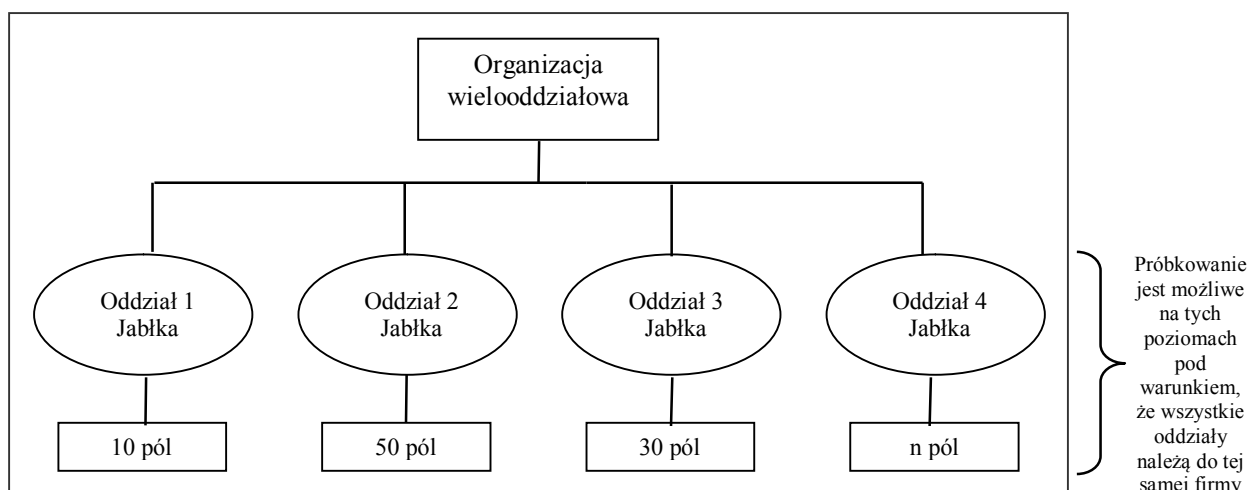 Organizacja
wielooddziałowa
Oddział 1
Jabłka
Oddział 2
Jabłka
Oddział 3
Jabłka
Oddział 4
Jabłka
10 pól
50 pól
30 pól
n pól
Próbkowanie
jest możliwe
na tych
poziomach
pod
warunkiem,
że wszystkie
oddziały
należą do tej
samej firmy